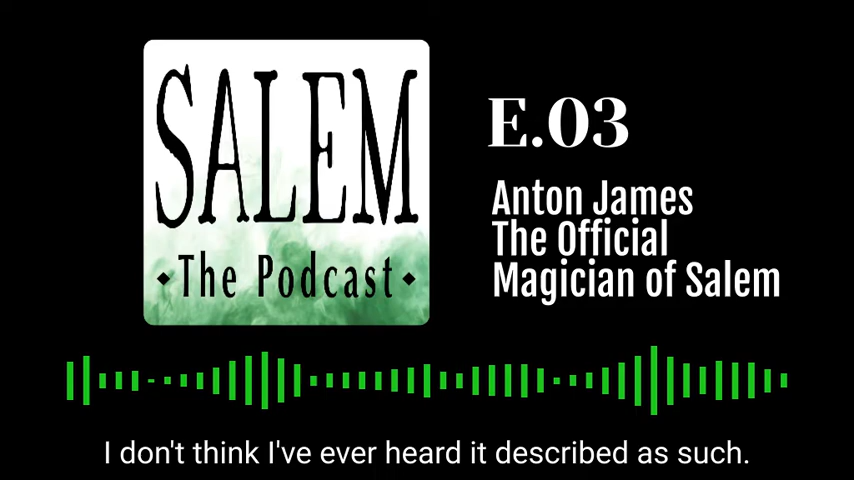 SALEM
The Podcast
E.03
Anton James
The Official
Magician of Salem
I don't think I've ever heard it described as such.